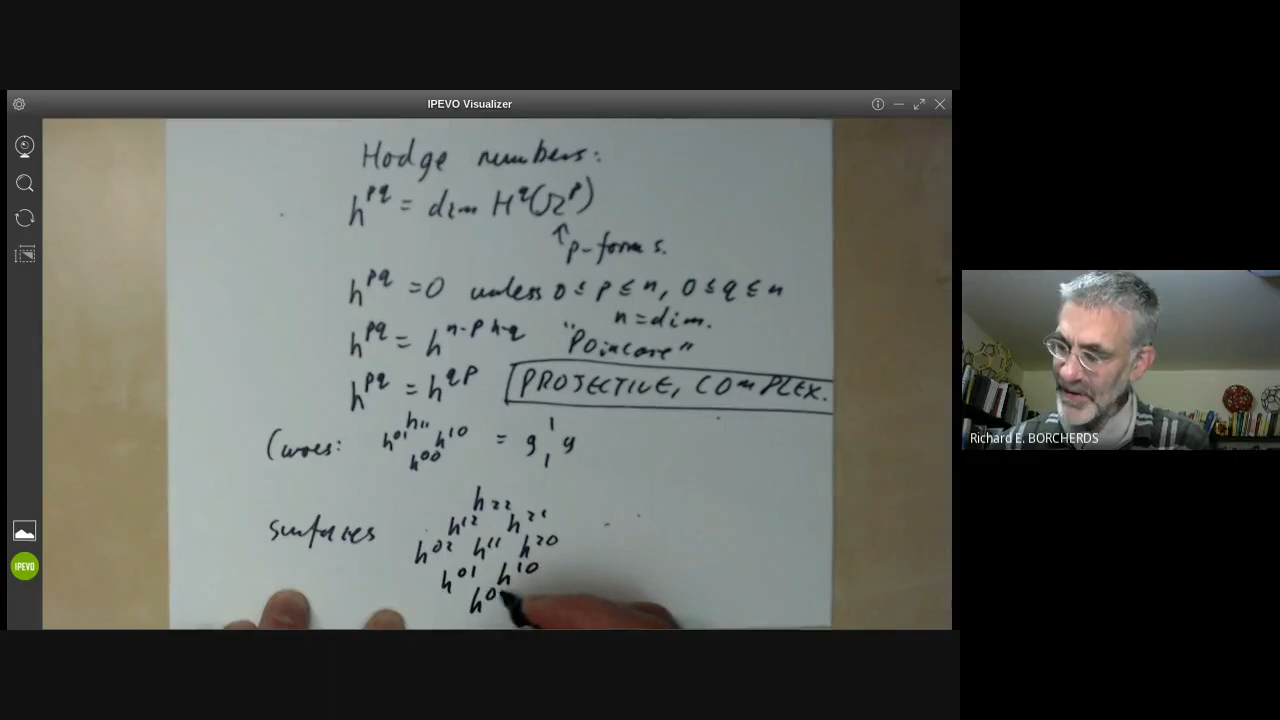 IPEVO Visualizer
Hodge numbers:
h^{pq} = dim H^q(Ω^p)
↑ p-forms.
h^{pq} = 0 unless 0 ≤ p ≤ n, 0 ≤ q ≤ n
n = dim.
h^{pq} = h^{n-p n-q} "Poincare"
h^{pq} = h^{qp} PROJECTIVE, COMPLEX.
h^{11} 1
Curves: h^{01} h^{10} = g g
h^{00} 1
h^{22}
h^{12} h^{21}
surfaces h^{02} h^{11} h^{20}
h^{01} h^{10}
h^{0
IPEVO
Richard E. BORCHERDS